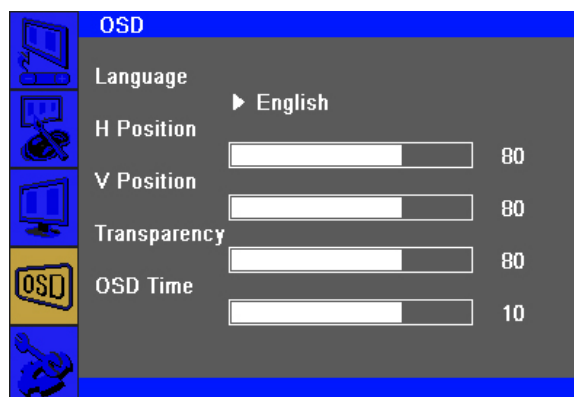 OSD
Language
English
H Position
80
V Position
80
Transparency
80
OSD
OSD Time
10